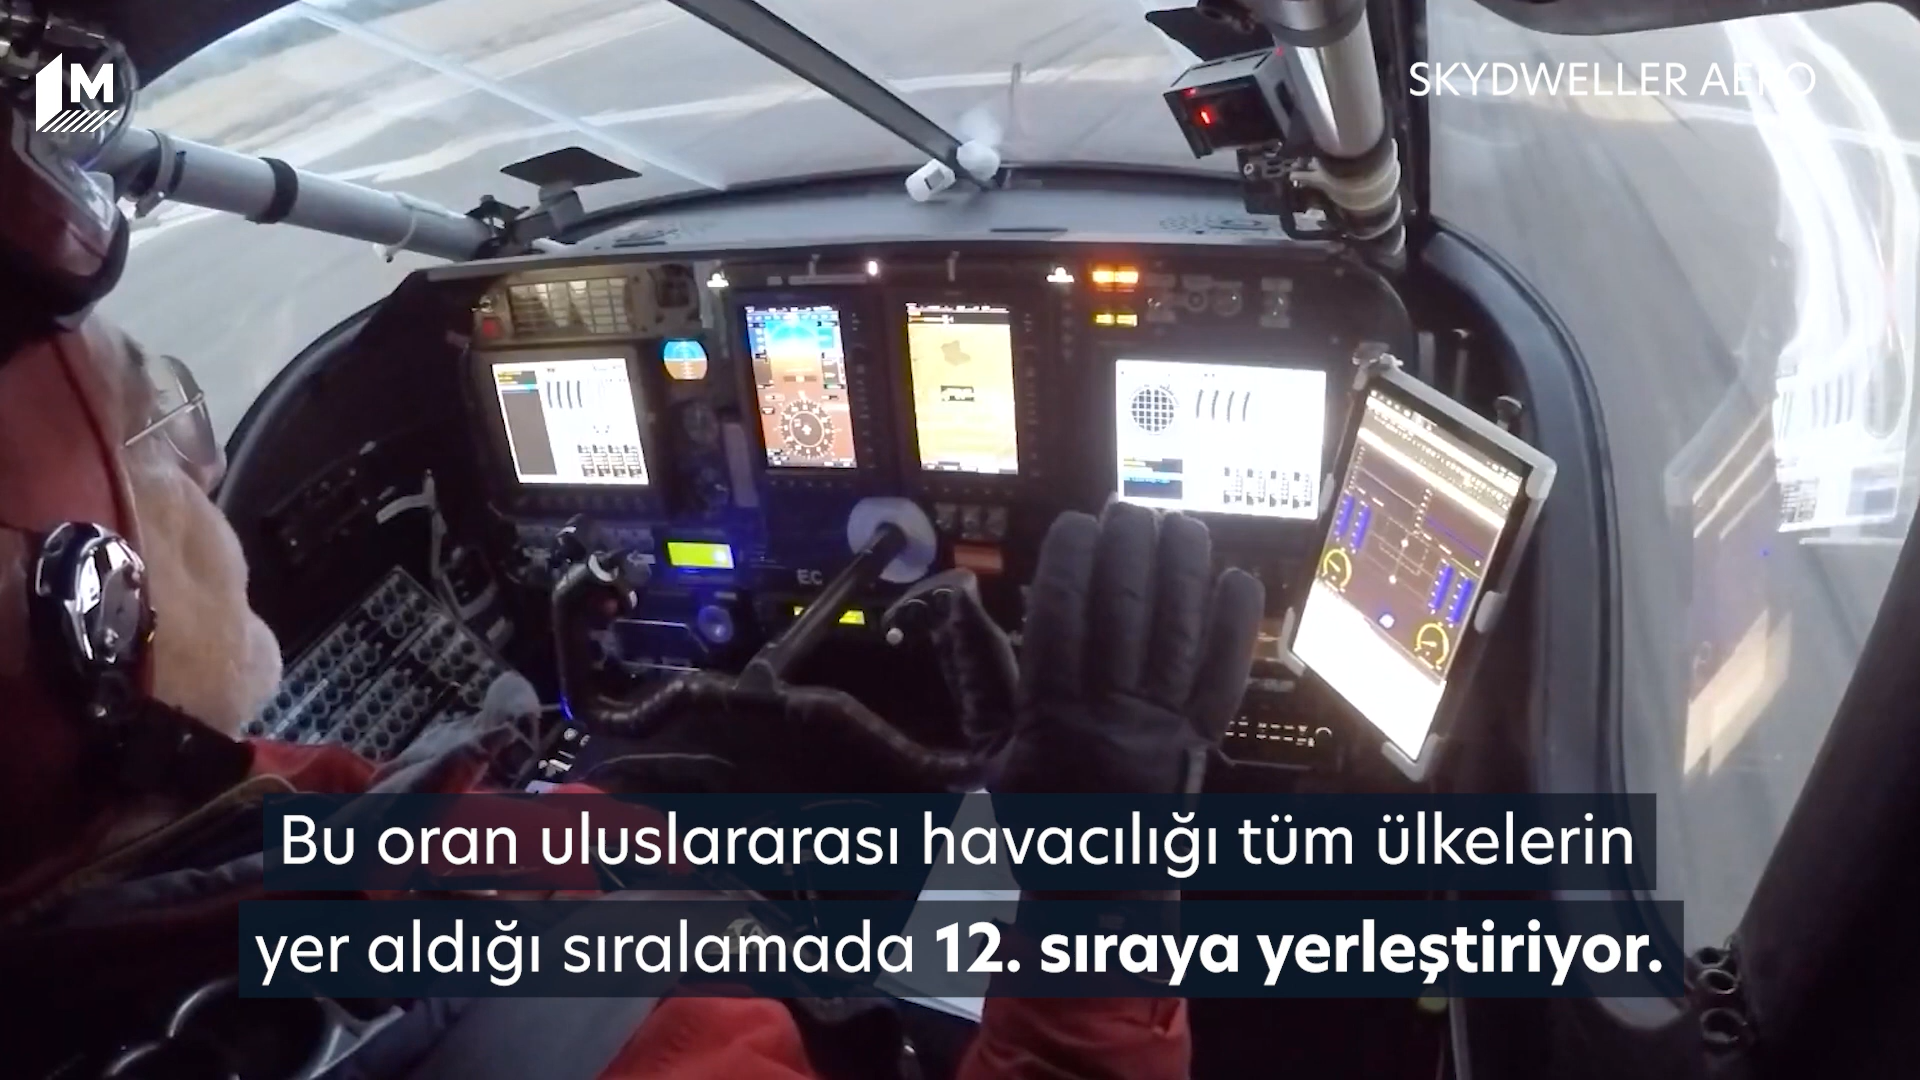 M
SKYDWELLER AERO
EC
Bu oran uluslararası havacılığı tüm ülkelerin
yer aldığı sıralamada 12. sıraya yerleştiriyor.